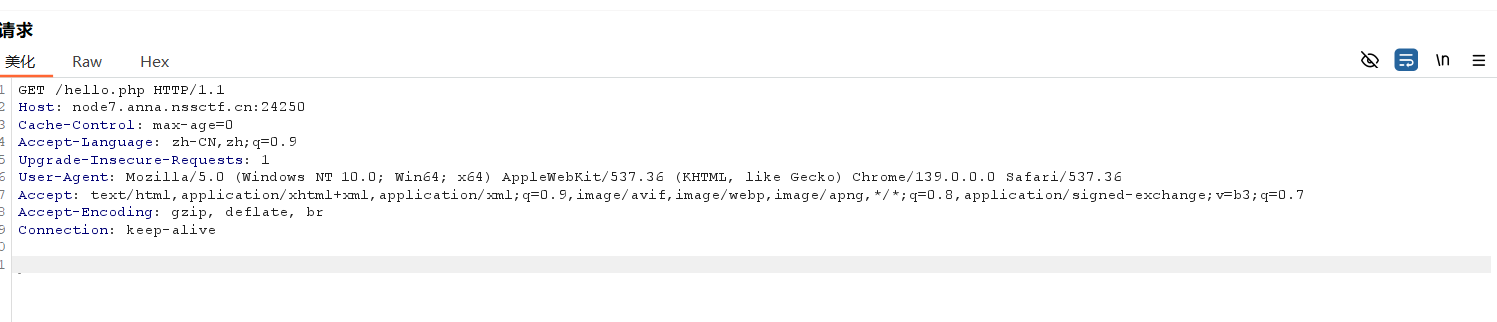 请求
美化 Raw Hex \n
1 GET /hello.php HTTP/1.1
2 Host: node7.anna.nssctf.cn:24250
3 Cache-Control: max-age=0
4 Accept-Language: zh-CN,zh;q=0.9
5 Upgrade-Insecure-Requests: 1
6 User-Agent: Mozilla/5.0 (Windows NT 10.0; Win64; x64) AppleWebKit/537.36 (KHTML, like Gecko) Chrome/139.0.0.0 Safari/537.36
7 Accept: text/html,application/xhtml+xml,application/xml;q=0.9,image/avif,image/webp,image/apng,*/*;q=0.8,application/signed-exchange;v=b3;q=0.7
8 Accept-Encoding: gzip, deflate, br
9 Connection: keep-alive
0
1